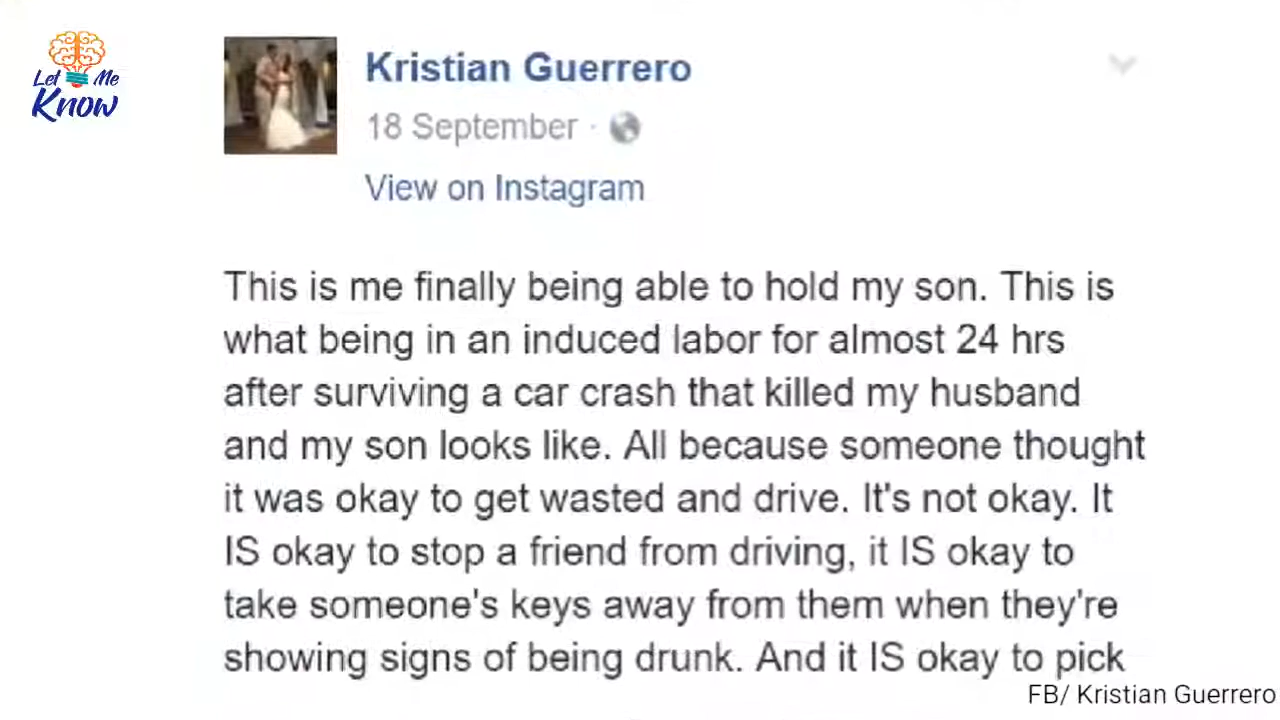 Let Me
Know
Kristian Guerrero
18 September ·
View on Instagram
This is me finally being able to hold my son. This is
what being in an induced labor for almost 24 hrs
after surviving a car crash that killed my husband
and my son looks like. All because someone thought
it was okay to get wasted and drive. It's not okay. It
IS okay to stop a friend from driving, it IS okay to
take someone's keys away from them when they're
showing signs of being drunk. And it IS okay to pick
FB/ Kristian Guerrero